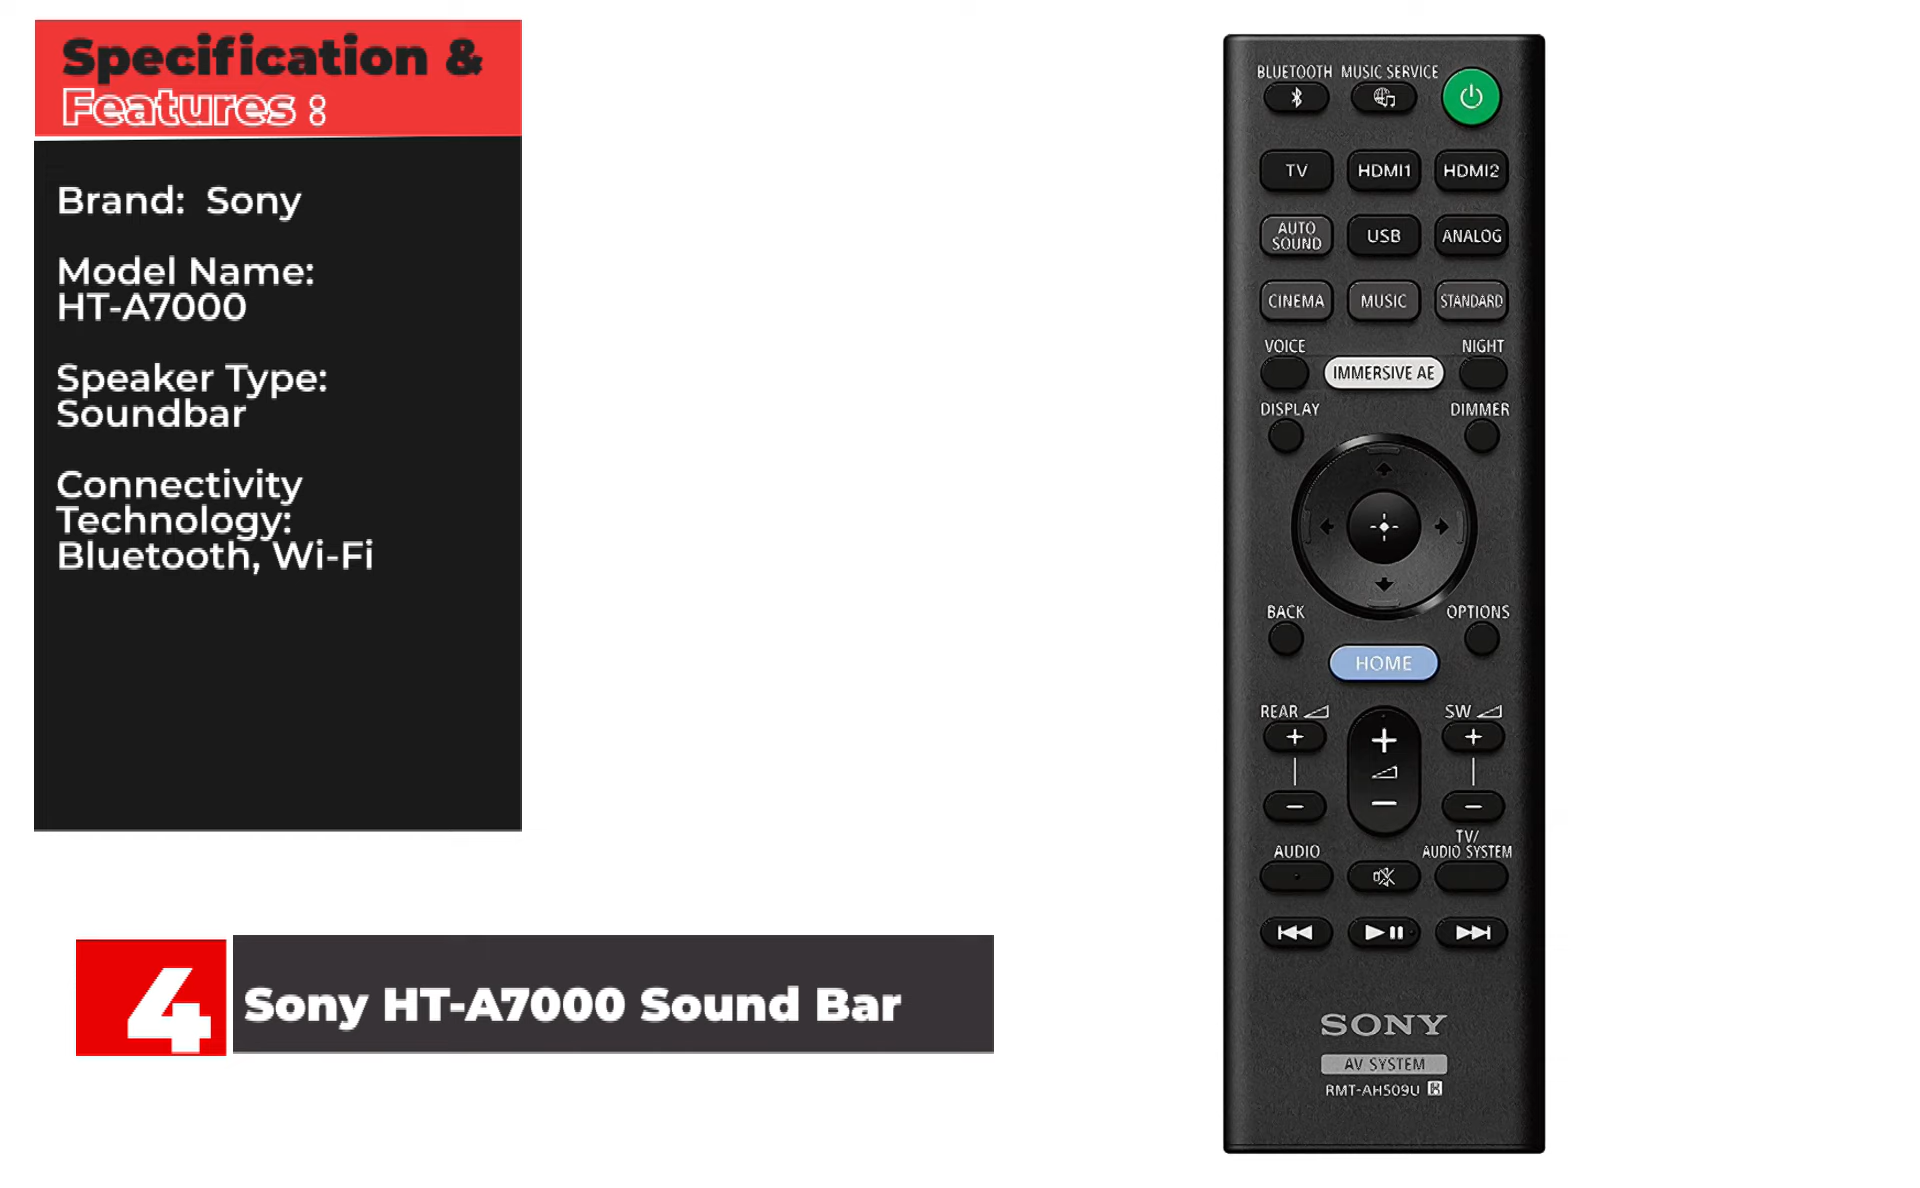 Specification &
Features :
Brand: Sony
Model Name:
HT-A7000
Speaker Type:
Soundbar
Connectivity
Technology:
Bluetooth, Wi-Fi
4
Sony HT-A7000 Sound Bar
BLUETOOTH MUSIC SERVICE
TV HDMI1 HDMI2
AUTO SOUND USB ANALOG
CINEMA MUSIC STANDARD
VOICE NIGHT
IMMERSIVE AE
DISPLAY DIMMER
BACK OPTIONS
HOME
REAR SW
+ + +
- - -
TV/
AUDIO AUDIO SYSTEM
SONY
AV SYSTEM
RMT-AH509U